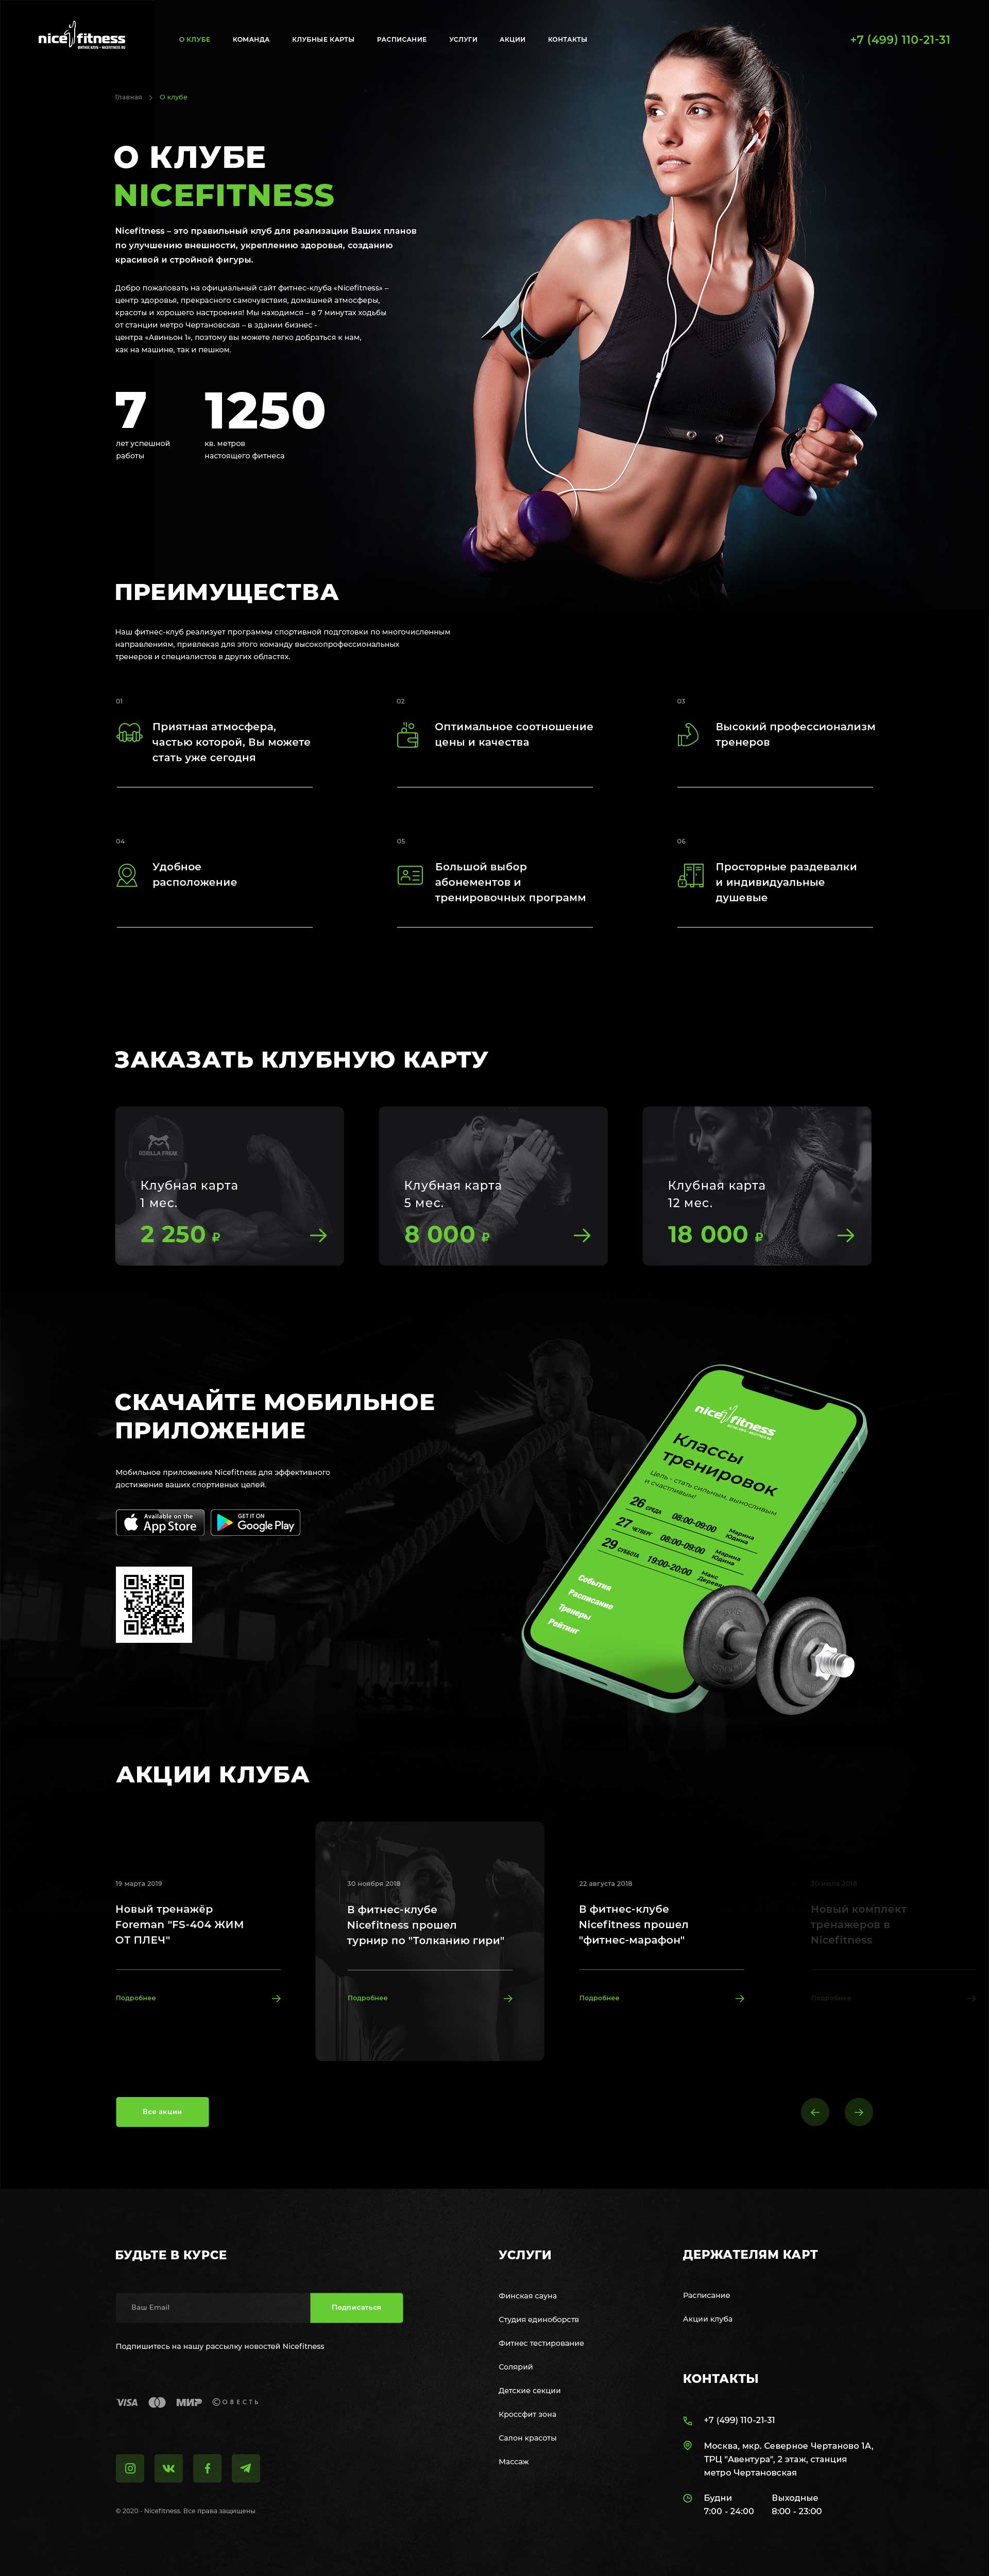 nice fitness
ФИТНЕС КЛУБ • NICEFITNESS.RU
О КЛУБЕ
КОМАНДА
КЛУБНЫЕ КАРТЫ
РАСПИСАНИЕ
УСЛУГИ
АКЦИИ
КОНТАКТЫ
+7 (499) 110-21-31
Главная
О клубе
О КЛУБЕ
NICEFITNESS
Nicefitness – это правильный клуб для реализации Ваших планов
по улучшению внешности, укреплению здоровья, созданию
красивой и стройной фигуры.
Добро пожаловать на официальный сайт фитнес-клуба «Nicefitness» –
центр здоровья, прекрасного самочувствия, домашней атмосферы,
красоты и хорошего настроения! Мы находимся – в 7 минутах ходьбы
от станции метро Чертановская – в здании бизнес -
центра «Авиньон 1», поэтому вы можете легко добраться к нам,
как на машине, так и пешком.
7
лет успешной
работы
1250
кв. метров
настоящего фитнеса
ПРЕИМУЩЕСТВА
Наш фитнес-клуб реализует программы спортивной подготовки по многочисленным
направлениям, привлекая для этого команду высокопрофессиональных
тренеров и специалистов в других областях.
01
Приятная атмосфера,
частью которой, Вы можете
стать уже сегодня
02
Оптимальное соотношение
цены и качества
03
Высокий профессионализм
тренеров
04
Удобное
расположение
05
Большой выбор
абонементов и
тренировочных программ
06
Просторные раздевалки
и индивидуальные
душевые
ЗАКАЗАТЬ КЛУБНУЮ КАРТУ
GORILLA FREAK
Клубная карта
1 мес.
2 250 ₽
Клубная карта
5 мес.
8 000 ₽
Клубная карта
12 мес.
18 000 ₽
СКАЧАЙТЕ МОБИЛЬНОЕ
ПРИЛОЖЕНИЕ
Мобильное приложение Nicefitness для эффективного
достижения ваших спортивных целей.
Available on the
App Store
GET IT ON
Google Play
nice fitness
Классы
тренировок
Цель - стать сильным, выносливым
и счастливым!
26 СРЕДА 08:00-09:00 Марина Юдина
27 ЧЕТВЕРГ 08:00-09:00 Марина Юдина
29 СУББОТА 19:00-20:00 Макс
События
Расписание
Тренеры
Рейтинг
АКЦИИ КЛУБА
19 марта 2019
Новый тренажёр
Foreman "FS-404 ЖИМ
ОТ ПЛЕЧ"
Подробнее
30 ноября 2018
В фитнес-клубе
Nicefitness прошел
турнир по "Толканию гири"
Подробнее
22 августа 2018
В фитнес-клубе
Nicefitness прошел
"фитнес-марафон"
Подробнее
Новый комплект
тренажеров в
Nicefitness
Подробнее
Все акции
БУДЬТЕ В КУРСЕ
Ваш Email
Подписаться
Подпишитесь на нашу рассылку новостей Nicefitness
VISA
МИР
СОВЕСТЬ
© 2020 - Nicefitness. Все права защищены
УСЛУГИ
Финская сауна
Студия единоборств
Фитнес тестирование
Солярий
Детские секции
Кроссфит зона
Салон красоты
Массаж
ДЕРЖАТЕЛЯМ КАРТ
Расписание
Акции клуба
КОНТАКТЫ
+7 (499) 110-21-31
Москва, мкр. Северное Чертаново 1А,
ТРЦ "Авентура", 2 этаж, станция
метро Чертановская
Будни
7:00 - 24:00
Выходные
8:00 - 23:00